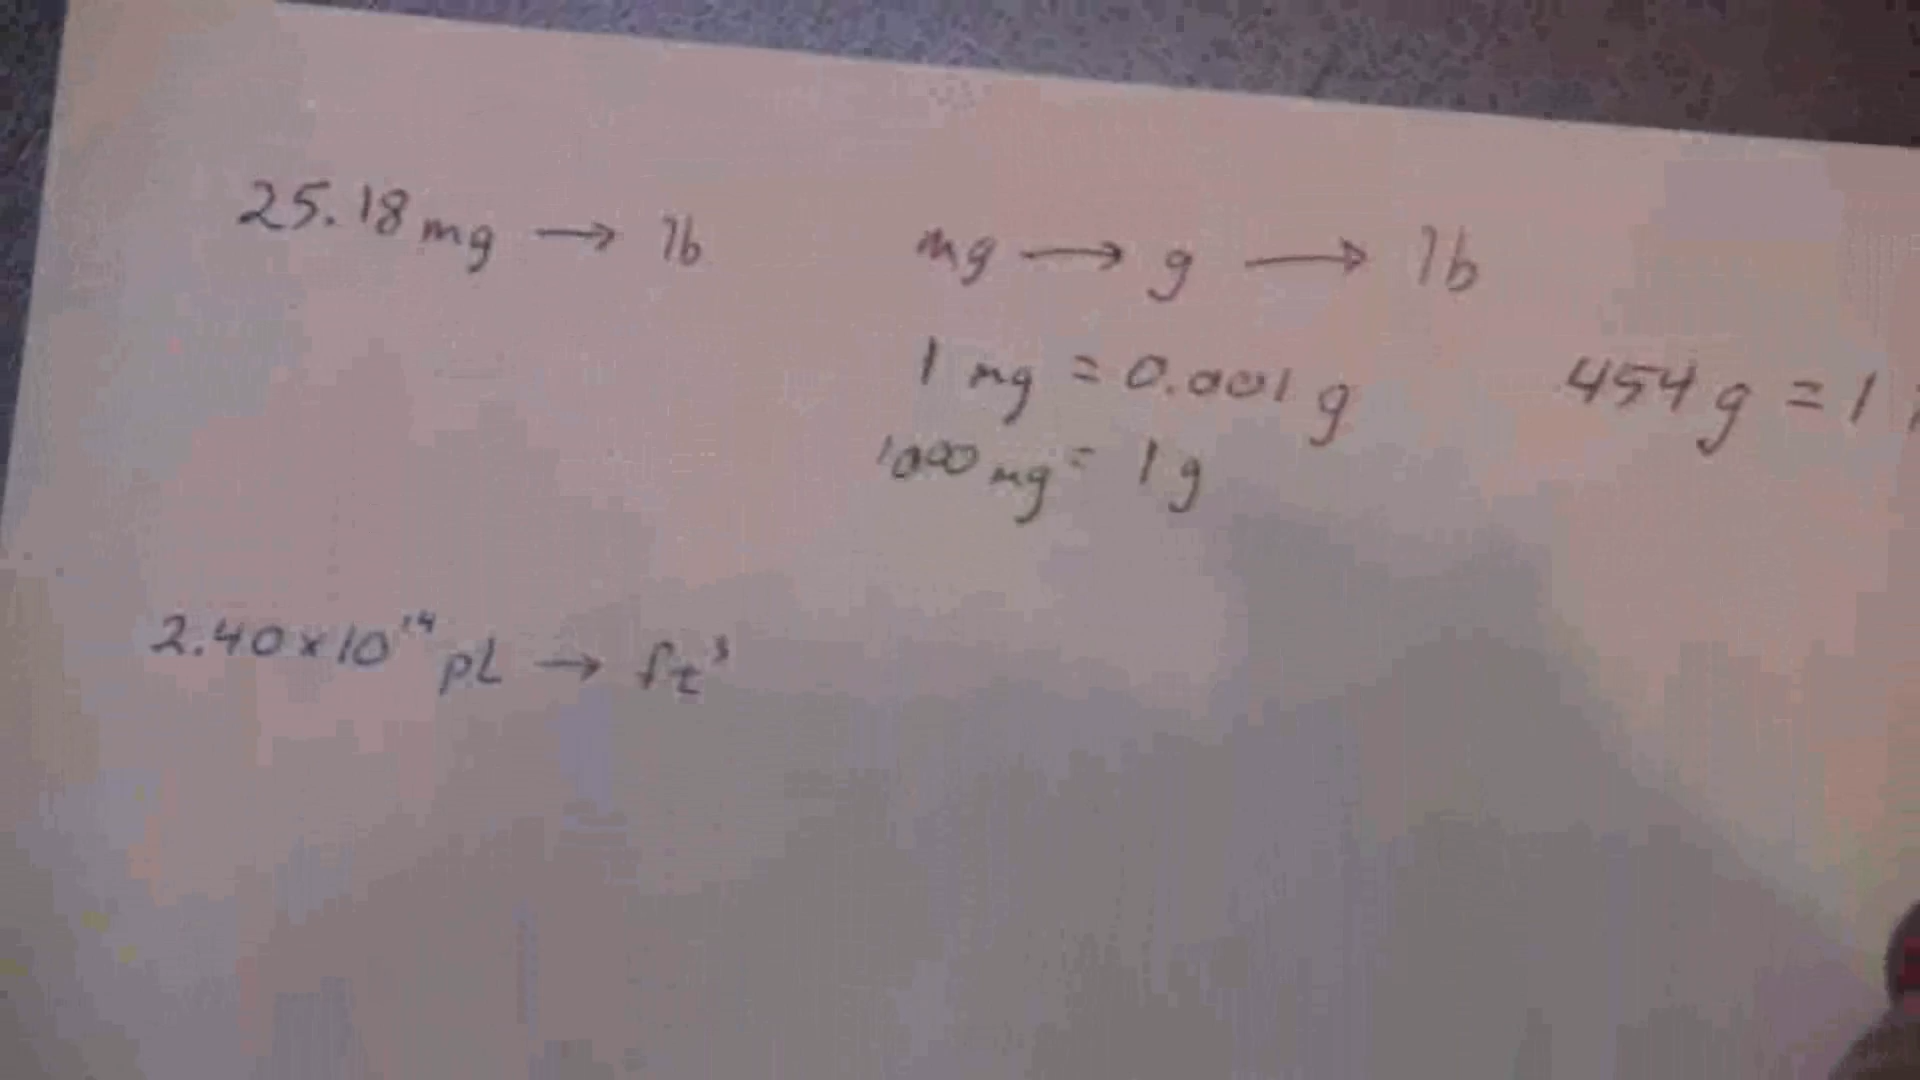 25.18 mg → lb
mg → g → lb
1 mg = 0.001 g
454 g = 1
1000 mg = 1 g
2.40 x 10¹⁴ pL → ft³